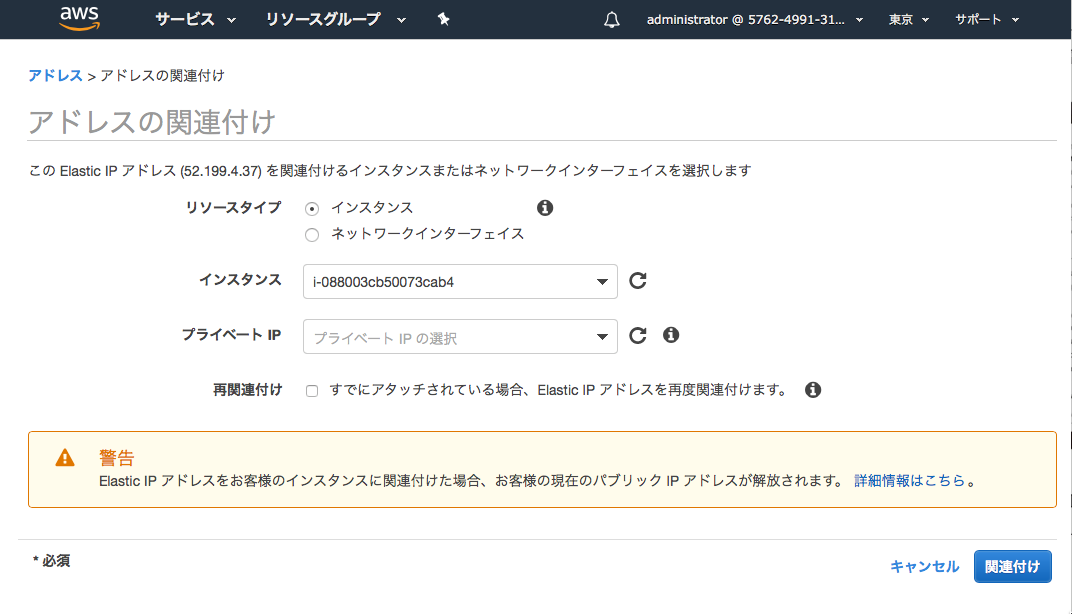 aws サービス リソースグループ administrator @ 5762-4991-31... 東京 サポート
アドレス > アドレスの関連付け
アドレスの関連付け
この Elastic IP アドレス (52.199.4.37) を関連付けるインスタンスまたはネットワークインターフェイスを選択します
リソースタイプ インスタンス
ネットワークインターフェイス
インスタンス i-088003cb50073cab4
プライベート IP プライベート IP の選択
再関連付け すでにアタッチされている場合、Elastic IP アドレスを再度関連付けます。
警告
Elastic IP アドレスをお客様のインスタンスに関連付けた場合、お客様の現在のパブリック IP アドレスが解放されます。 詳細情報はこちら。
* 必須
キャンセル 関連付け